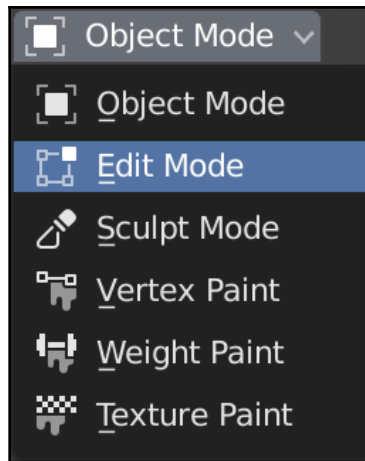 Object Mode
Object Mode
Edit Mode
Sculpt Mode
Vertex Paint
Weight Paint
Texture Paint